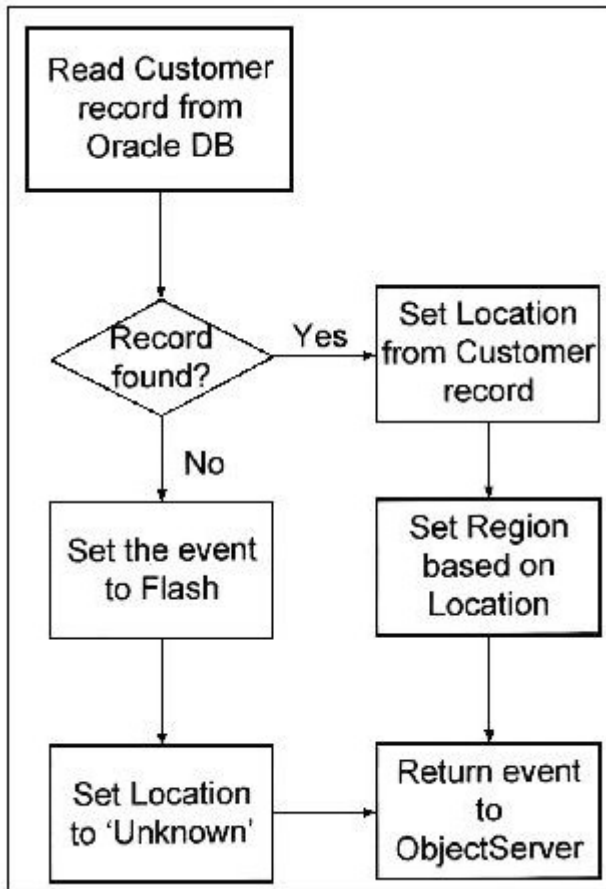 Read Customer
record from
Oracle DB
Record
found?
Yes
Set Location
from Customer
record
No
Set the event
to Flash
Set Region
based on
Location
Set Location
to ‘Unknown’
Return event
to
ObjectServer